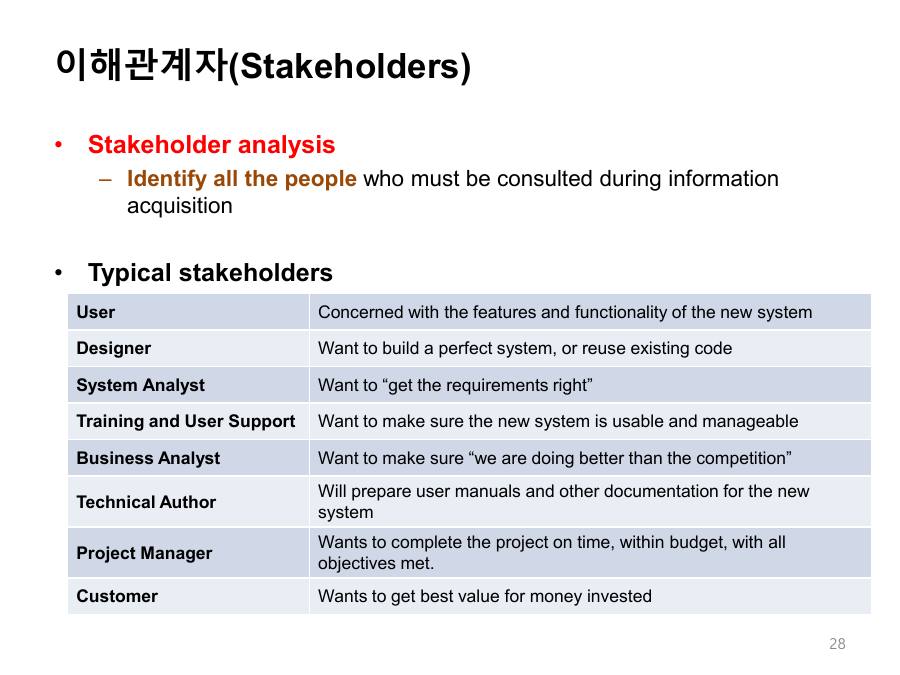 이해관계자(Stakeholders)
• Stakeholder analysis
– Identify all the people who must be consulted during information
acquisition
• Typical stakeholders
User Concerned with the features and functionality of the new system
Designer Want to build a perfect system, or reuse existing code
System Analyst Want to “get the requirements right”
Training and User Support Want to make sure the new system is usable and manageable
Business Analyst Want to make sure “we are doing better than the competition”
Technical Author Will prepare user manuals and other documentation for the new
system
Project Manager Wants to complete the project on time, within budget, with all
objectives met.
Customer Wants to get best value for money invested
28